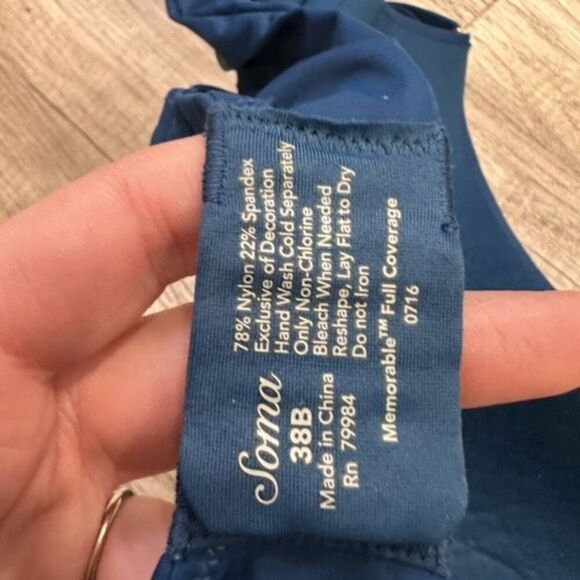 Soma
38B
Made in China
Rn 79984
78% Nylon 22% Spandex
Exclusive of Decoration
Hand Wash Cold Separately
Only Non-Chlorine
Bleach When Needed
Reshape, Lay Flat to Dry
Do not Iron
Memorable™ Full Coverage
0716